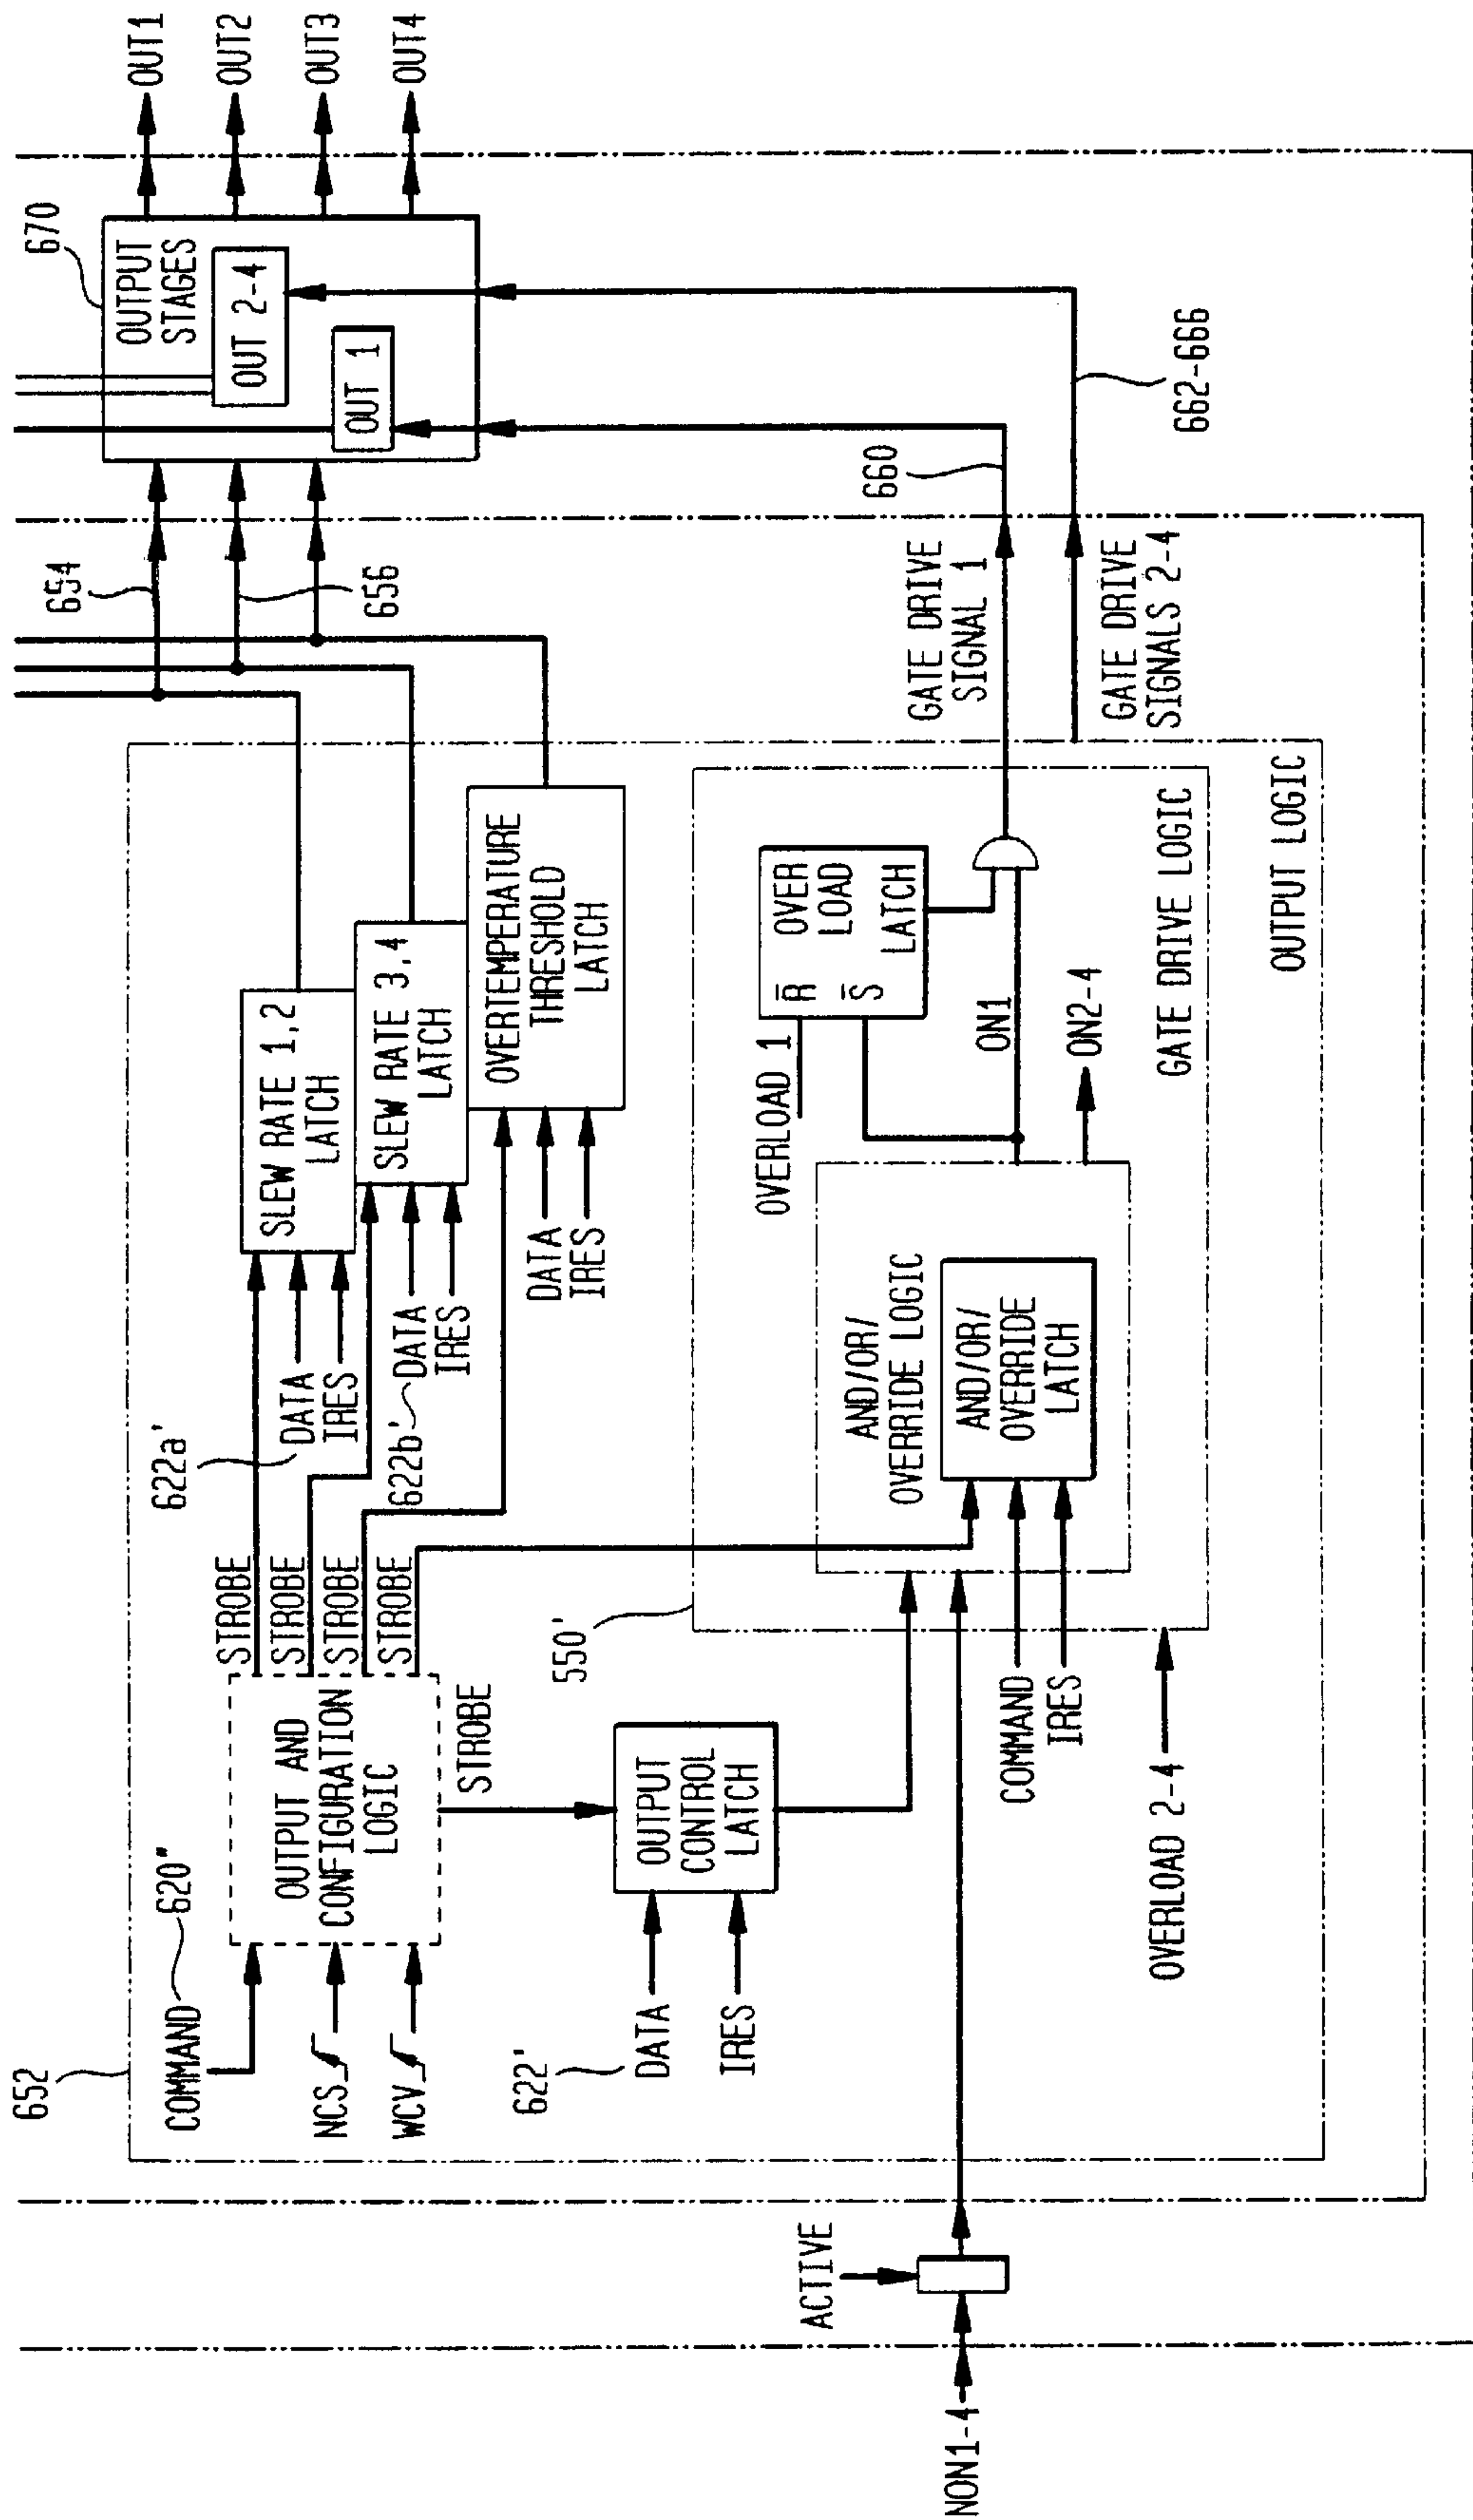 652
COMMAND
620"
NCS
WCV
OUTPUT AND
CONFIGURATION
LOGIC
STROBE
STROBE
STROBE
STROBE
STROBE
622a'
DATA
IRES
SLEW RATE 1,2
LATCH
622b'
DATA
IRES
SLEW RATE 3,4
LATCH
DATA
IRES
OVERTEMPERATURE
THRESHOLD
LATCH
654
656
670
OUTPUT
STAGES
OUT 2-4
OUT 1
OUT1
OUT2
OUT3
OUT4
622'
DATA
IRES
OUTPUT
CONTROL
LATCH
550'
AND/OR/
OVERRIDE LOGIC
AND/OR/
OVERRIDE
LATCH
COMMAND
IRES
OVERLOAD 2-4
OVERLOAD 1
R̅
S̅
OVER
LOAD
LATCH
ON1
ON2-4
GATE DRIVE LOGIC
OUTPUT LOGIC
GATE DRIVE
SIGNAL 1
660
GATE DRIVE
SIGNALS 2-4
662-666
ACTIVE
NON1-4